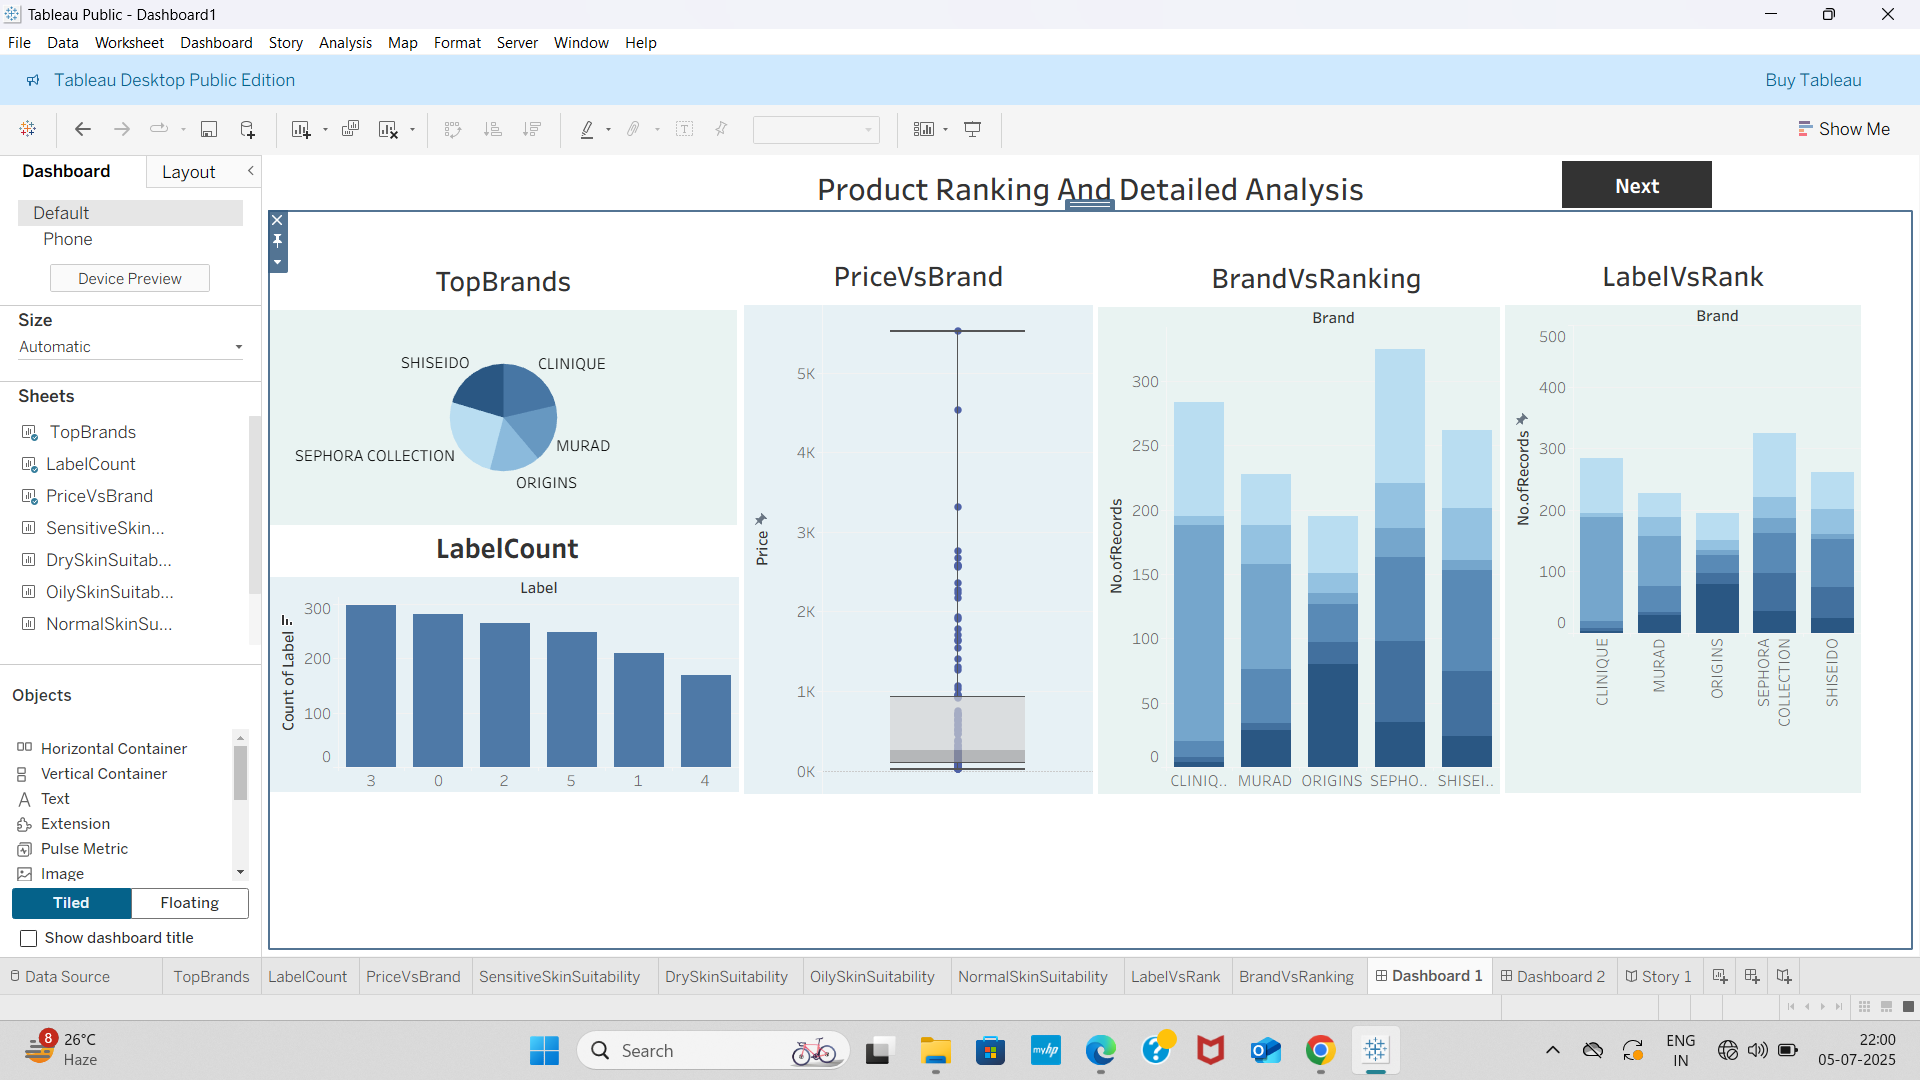 Tableau Public - Dashboard1
File Data Worksheet Dashboard Story Analysis Map Format Server Window Help
Tableau Desktop Public Edition
Buy Tableau
Show Me
Dashboard
Layout
Default
Phone
Device Preview
Size
Automatic
Sheets
TopBrands
LabelCount
PriceVsBrand
SensitiveSkin...
DrySkinSuitab...
OilySkinSuitab...
NormalSkinSu...
Objects
Horizontal Container
Vertical Container
Text
Extension
Pulse Metric
Image
Tiled
Floating
Show dashboard title
Product Ranking And Detailed Analysis
Next
TopBrands
SHISEIDO
CLINIQUE
SEPHORA COLLECTION
MURAD
ORIGINS
LabelCount
Label
Count of Label
300
200
100
0
3 0 2 5 1 4
PriceVsBrand
Price
5K
4K
3K
2K
1K
0K
BrandVsRanking
Brand
No.ofRecords
300
250
200
150
100
50
0
CLINIQ.. MURAD ORIGINS SEPHO.. SHISEI..
LabelVsRank
Brand
No.ofRecords
500
400
300
200
100
0
CLINIQUE
MURAD
ORIGINS
SEPHORA
COLLECTION
SHISEIDO
Data Source TopBrands LabelCount PriceVsBrand SensitiveSkinSuitability DrySkinSuitability OilySkinSuitability NormalSkinSuitability LabelVsRank BrandVsRanking Dashboard 1 Dashboard 2 Story 1
8
26°C
Haze
Search
myhp
ENG
IN
22:00
05-07-2025